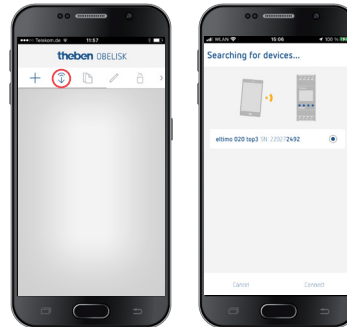 Telekom.de
11:57
theben OBELISK
WLAN
15:06
100 %
Searching for devices...
eltimo 020 top3 SN: 220272492
Cancel
Connect